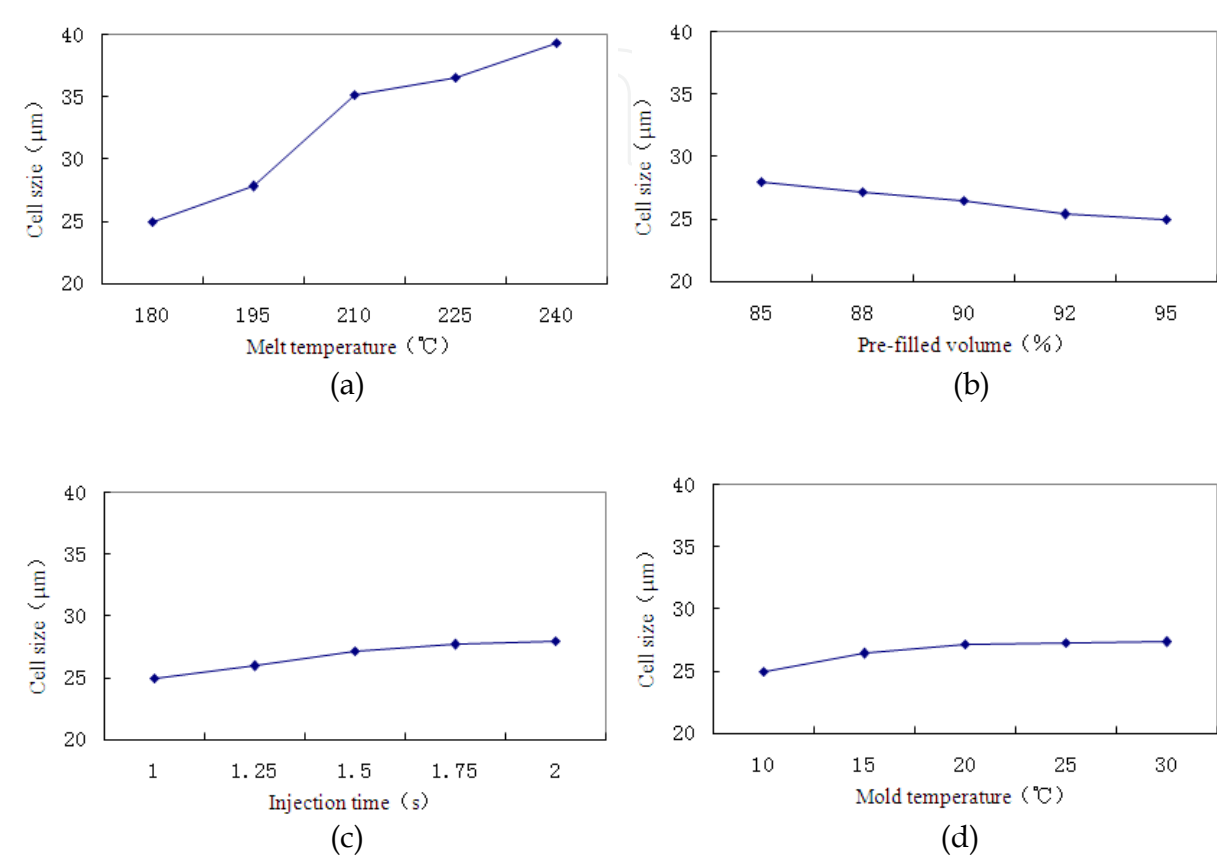 40
35
30
25
20
Cell szie（μm）
180 195 210 225 240
Melt temperature（℃）
(a)
40
35
30
25
20
Cell size（μm）
85 88 90 92 95
Pre-filled volume（%）
(b)
40
35
30
25
20
Cell size（μm）
1 1.25 1.5 1.75 2
Injection time（s）
(c)
40
35
30
25
20
Cell size（μm）
10 15 20 25 30
Mold temperature（℃）
(d)